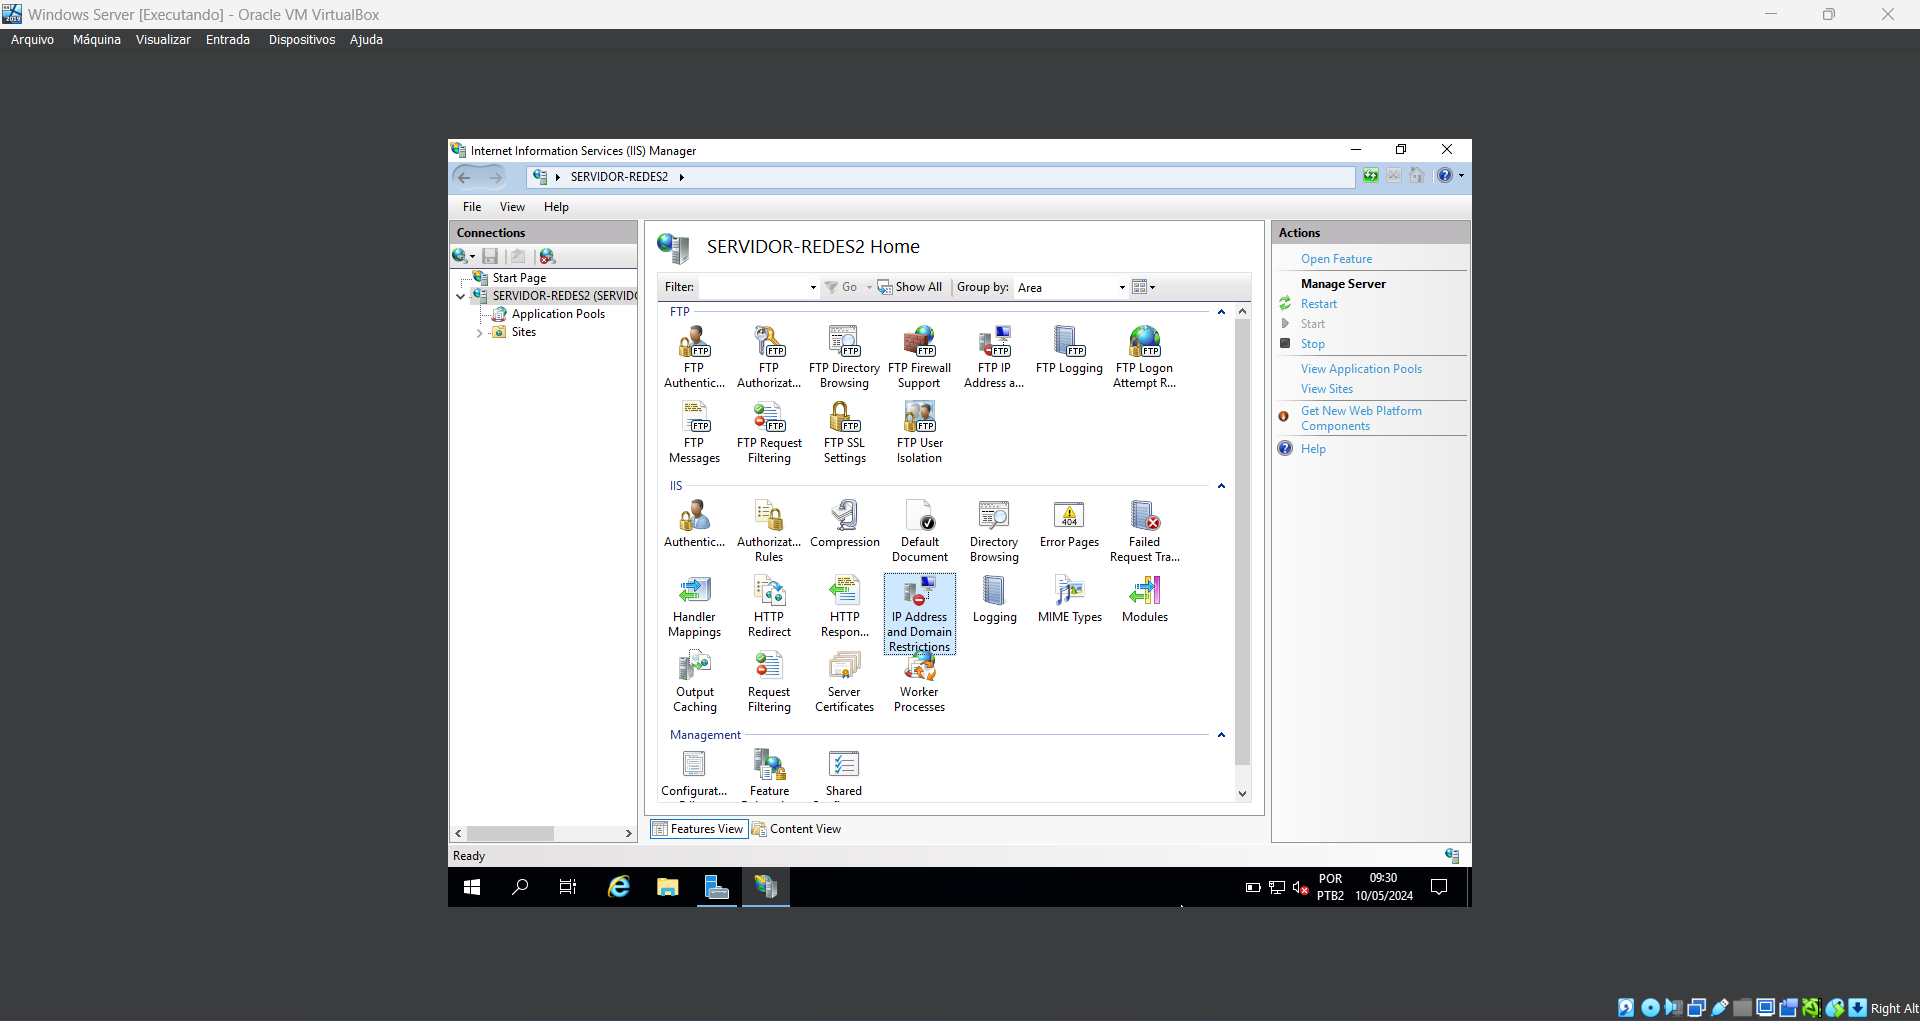 Windows Server [Executando] - Oracle VM VirtualBox
Arquivo Máquina Visualizar Entrada Dispositivos Ajuda
Internet Information Services (IIS) Manager
SERVIDOR-REDES2
File View Help
Connections
Start Page
SERVIDOR-REDES2 (SERVIDO
Application Pools
Sites
SERVIDOR-REDES2 Home
Filter: Go Show All Group by: Area
FTP
FTP Authentic...
FTP Authorizat...
FTP Directory Browsing
FTP Firewall Support
FTP IP Address a...
FTP Logging
FTP Logon Attempt R...
FTP Messages
FTP Request Filtering
FTP SSL Settings
FTP User Isolation
IIS
Authentic...
Authorizat... Rules
Compression
Default Document
Directory Browsing
404
Error Pages
Failed Request Tra...
Handler Mappings
HTTP Redirect
HTTP Respon...
IP Address and Domain Restrictions
Logging
MIME Types
Modules
Output Caching
Request Filtering
Server Certificates
Worker Processes
Management
Configurat...
Feature
Shared
Features View Content View
Actions
Open Feature
Manage Server
Restart
Start
Stop
View Application Pools
View Sites
Get New Web Platform
Components
Help
Ready
POR
PTB2
09:30
10/05/2024
Right Alt